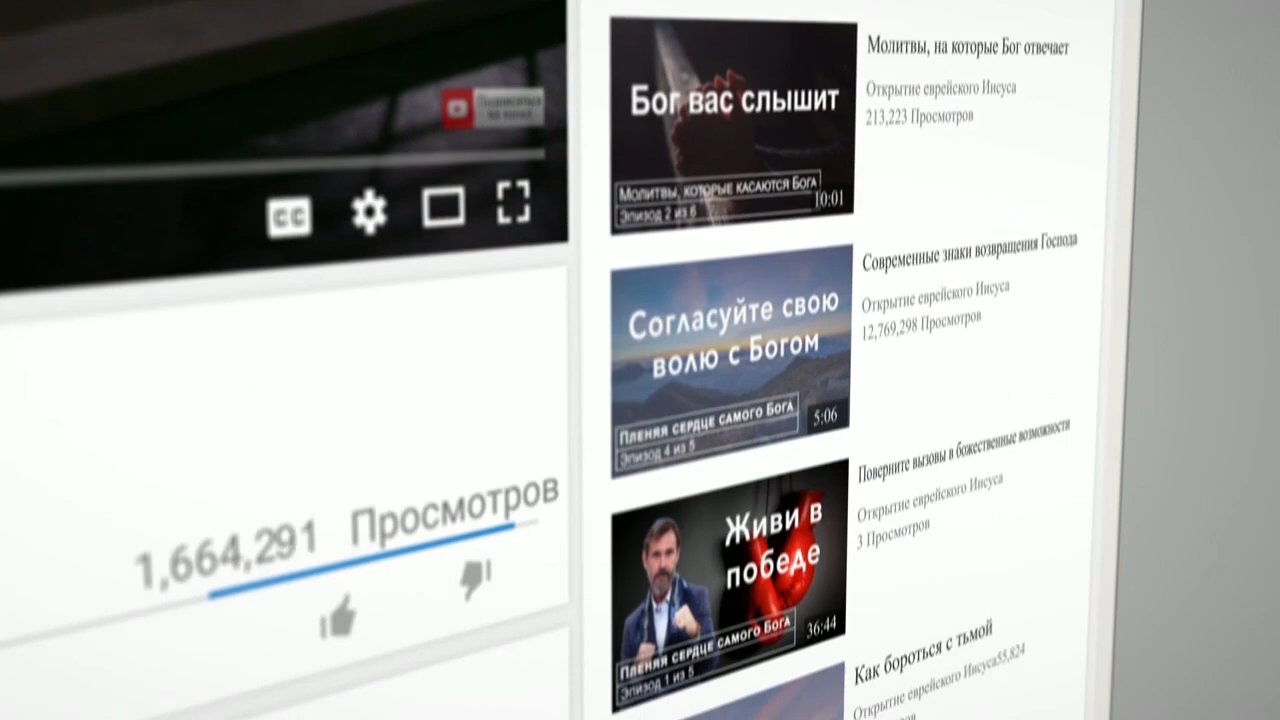 CC
1,664,291 Просмотров
Бог вас слышит
Молитвы, которые касаются Бога
Эпизод 2 из 6
10:01
Молитвы, на которые Бог отвечает
Открытие еврейского Иисуса
213,223 Просмотров
Согласуйте свою
волю с Богом
Пленяя сердце самого Бога
Эпизод 4 из 5
5:06
Современные знаки возвращения Господа
Открытие еврейского Иисуса
12,769,298 Просмотров
Живи в
победе
Пленяя сердце самого Бога
Эпизод 1 из 5
36:44
Поверните вызовы в божественные возможности
Открытие еврейского Иисуса
3 Просмотров
Как бороться с тьмой
Открытие еврейского Иисуса55,824